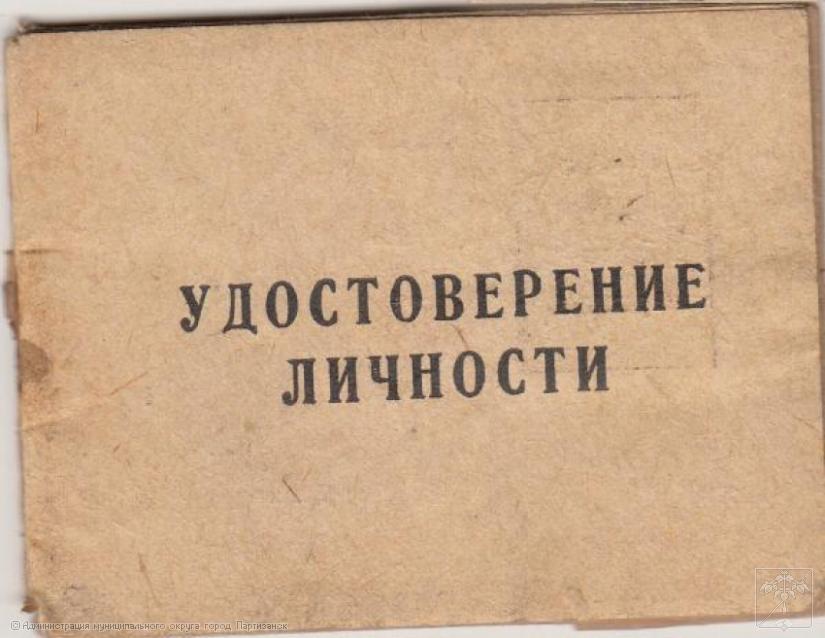 УДОСТОВЕРЕНИЕ
ЛИЧНОСТИ
© Администрация муниципального округа город Партизанск